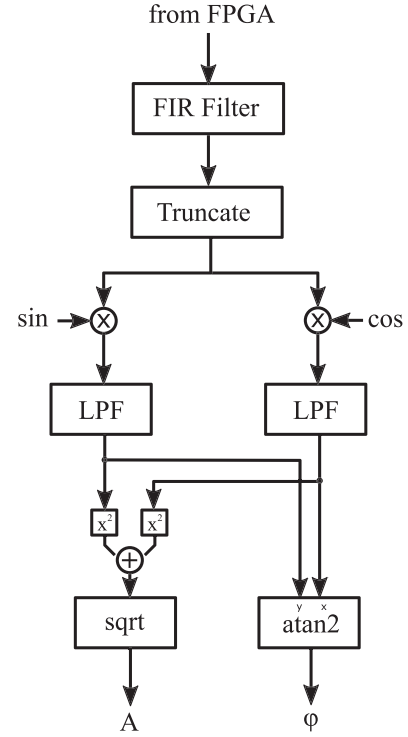 from FPGA
FIR Filter
Truncate
sin X X cos
LPF LPF
x² x²
+
y x
sqrt atan2
A φ